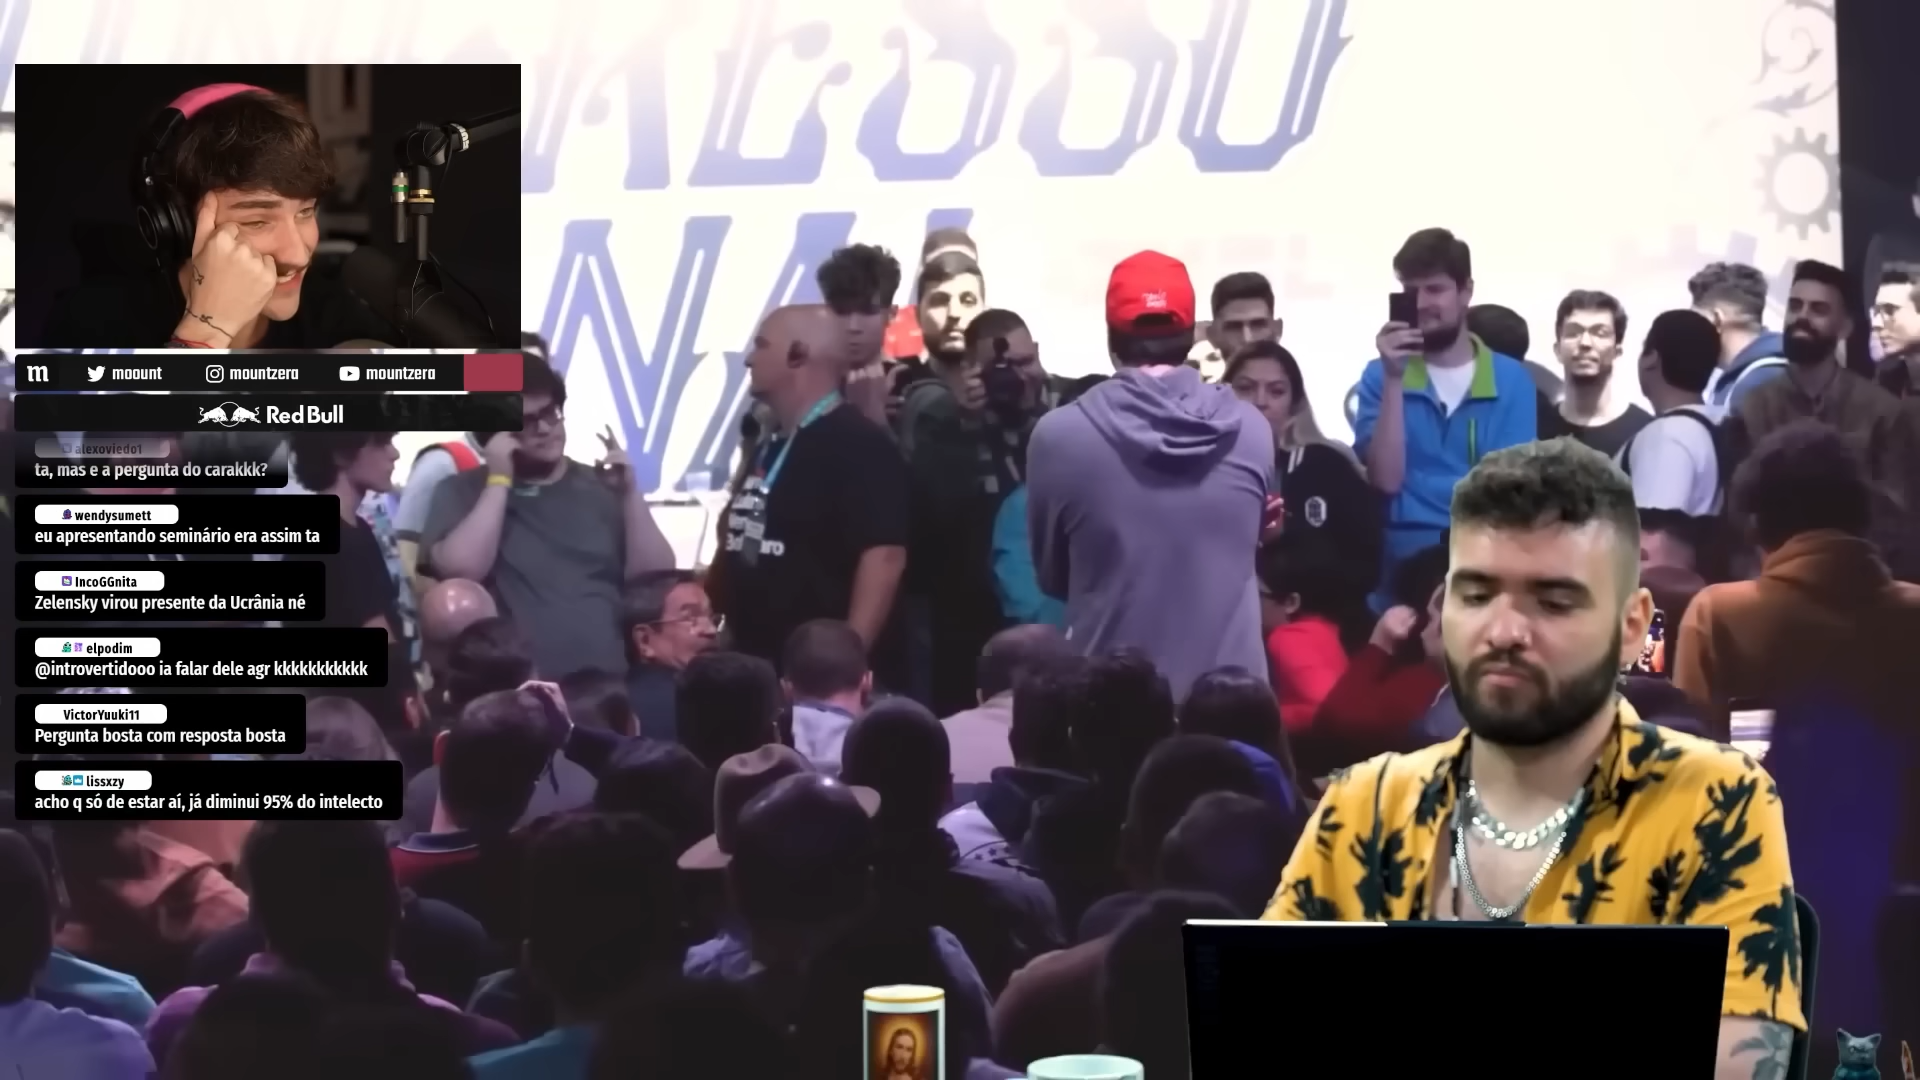 m moount mountzera mountzera
Red Bull
alexoviedo1
ta, mas e a pergunta do carakkk?
wendysumett
eu apresentando seminário era assim ta
IncoGGnita
Zelensky virou presente da Ucrânia né
elpodim
@introvertidooo ia falar dele agr kkkkkkkkkkk
VictorYuuki11
Pergunta bosta com resposta bosta
lissxzy
acho q só de estar aí, já diminui 95% do intelecto